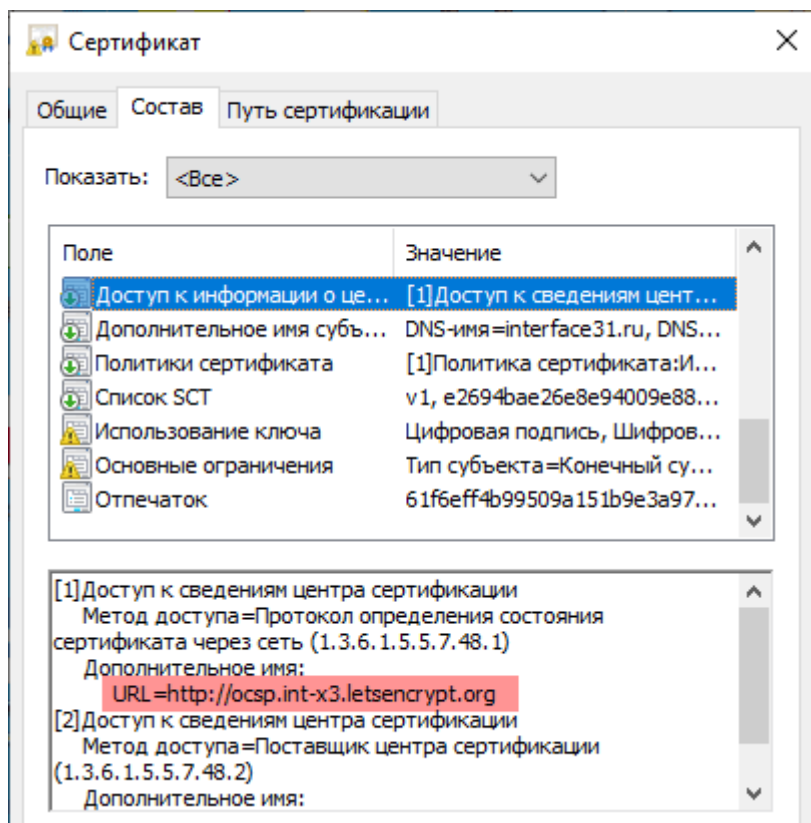 Сертификат
Общие Состав Путь сертификации
Показать: <Все>
Поле Значение
Доступ к информации о це... [1]Доступ к сведениям цент...
Дополнительное имя субъ... DNS-имя=interface31.ru, DNS...
Политики сертификата [1]Политика сертификата:И...
Список SCT v1, e2694bae26e8e94009e88...
Использование ключа Цифровая подпись, Шифров...
Основные ограничения Тип субъекта=Конечный су...
Отпечаток 61f6eff4b99509a151b9e3a97...
[1]Доступ к сведениям центра сертификации
Метод доступа=Протокол определения состояния
сертификата через сеть (1.3.6.1.5.5.7.48.1)
Дополнительное имя:
URL=http://ocsp.int-x3.letsencrypt.org
[2]Доступ к сведениям центра сертификации
Метод доступа=Поставщик центра сертификации
(1.3.6.1.5.5.7.48.2)
Дополнительное имя: